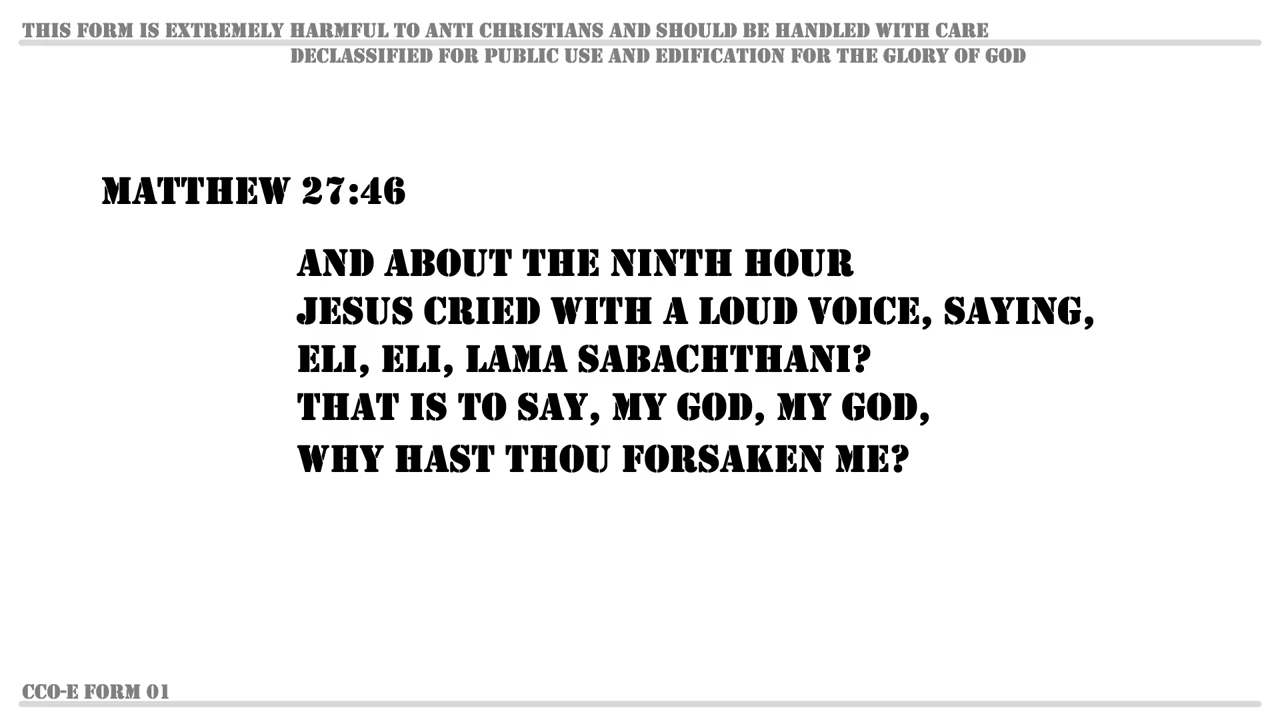 THIS FORM IS EXTREMELY HARMFUL TO ANTI CHRISTIANS AND SHOULD BE HANDLED WITH CARE
DECLASSIFIED FOR PUBLIC USE AND EDIFICATION FOR THE GLORY OF GOD
MATTHEW 27:46
AND ABOUT THE NINTH HOUR
JESUS CRIED WITH A LOUD VOICE, SAYING,
ELI, ELI, LAMA SABACHTHANI?
THAT IS TO SAY, MY GOD, MY GOD,
WHY HAST THOU FORSAKEN ME?
CCO-E FORM 01